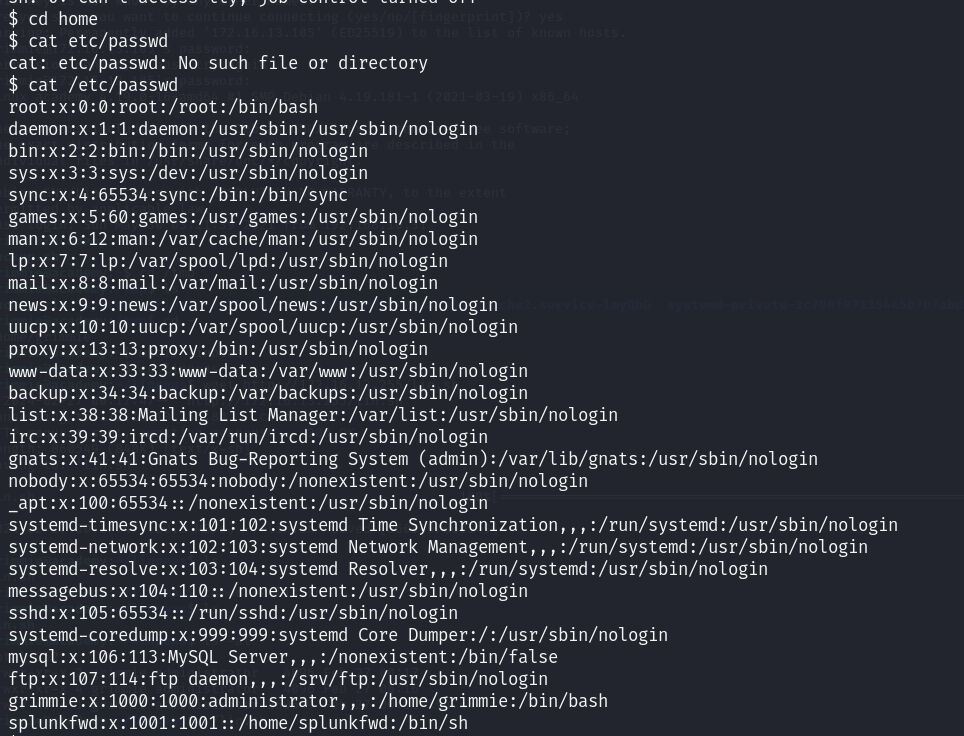 $ cd home
$ cat etc/passwd
cat: etc/passwd: No such file or directory
$ cat /etc/passwd
root:x:0:0:root:/root:/bin/bash
daemon:x:1:1:daemon:/usr/sbin:/usr/sbin/nologin
bin:x:2:2:bin:/bin:/usr/sbin/nologin
sys:x:3:3:sys:/dev:/usr/sbin/nologin
sync:x:4:65534:sync:/bin:/bin/sync
games:x:5:60:games:/usr/games:/usr/sbin/nologin
man:x:6:12:man:/var/cache/man:/usr/sbin/nologin
lp:x:7:7:lp:/var/spool/lpd:/usr/sbin/nologin
mail:x:8:8:mail:/var/mail:/usr/sbin/nologin
news:x:9:9:news:/var/spool/news:/usr/sbin/nologin
uucp:x:10:10:uucp:/var/spool/uucp:/usr/sbin/nologin
proxy:x:13:13:proxy:/bin:/usr/sbin/nologin
www-data:x:33:33:www-data:/var/www:/usr/sbin/nologin
backup:x:34:34:backup:/var/backups:/usr/sbin/nologin
list:x:38:38:Mailing List Manager:/var/list:/usr/sbin/nologin
irc:x:39:39:ircd:/var/run/ircd:/usr/sbin/nologin
gnats:x:41:41:Gnats Bug-Reporting System (admin):/var/lib/gnats:/usr/sbin/nologin
nobody:x:65534:65534:nobody:/nonexistent:/usr/sbin/nologin
_apt:x:100:65534::/nonexistent:/usr/sbin/nologin
systemd-timesync:x:101:102:systemd Time Synchronization,,,:/run/systemd:/usr/sbin/nologin
systemd-network:x:102:103:systemd Network Management,,,:/run/systemd:/usr/sbin/nologin
systemd-resolve:x:103:104:systemd Resolver,,,:/run/systemd:/usr/sbin/nologin
messagebus:x:104:110::/nonexistent:/usr/sbin/nologin
sshd:x:105:65534::/run/sshd:/usr/sbin/nologin
systemd-coredump:x:999:999:systemd Core Dumper:/:/usr/sbin/nologin
mysql:x:106:113:MySQL Server,,,:/nonexistent:/bin/false
ftp:x:107:114:ftp daemon,,,:/srv/ftp:/usr/sbin/nologin
grimmie:x:1000:1000:administrator,,,:/home/grimmie:/bin/bash
splunkfwd:x:1001:1001::/home/splunkfwd:/bin/sh